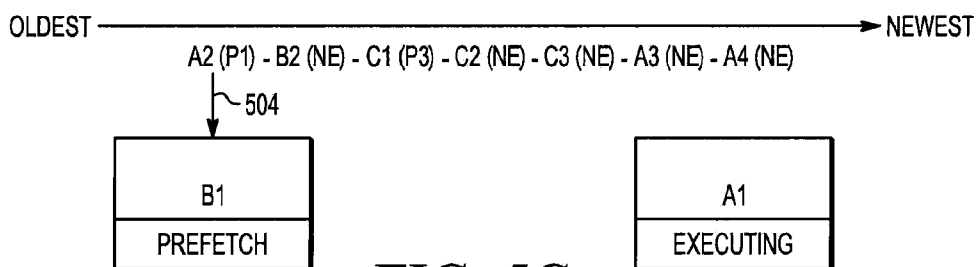 OLDEST NEWEST
A2 (P1) - B2 (NE) - C1 (P3) - C2 (NE) - C3 (NE) - A3 (NE) - A4 (NE)
504
B1 A1
PREFETCH EXECUTING